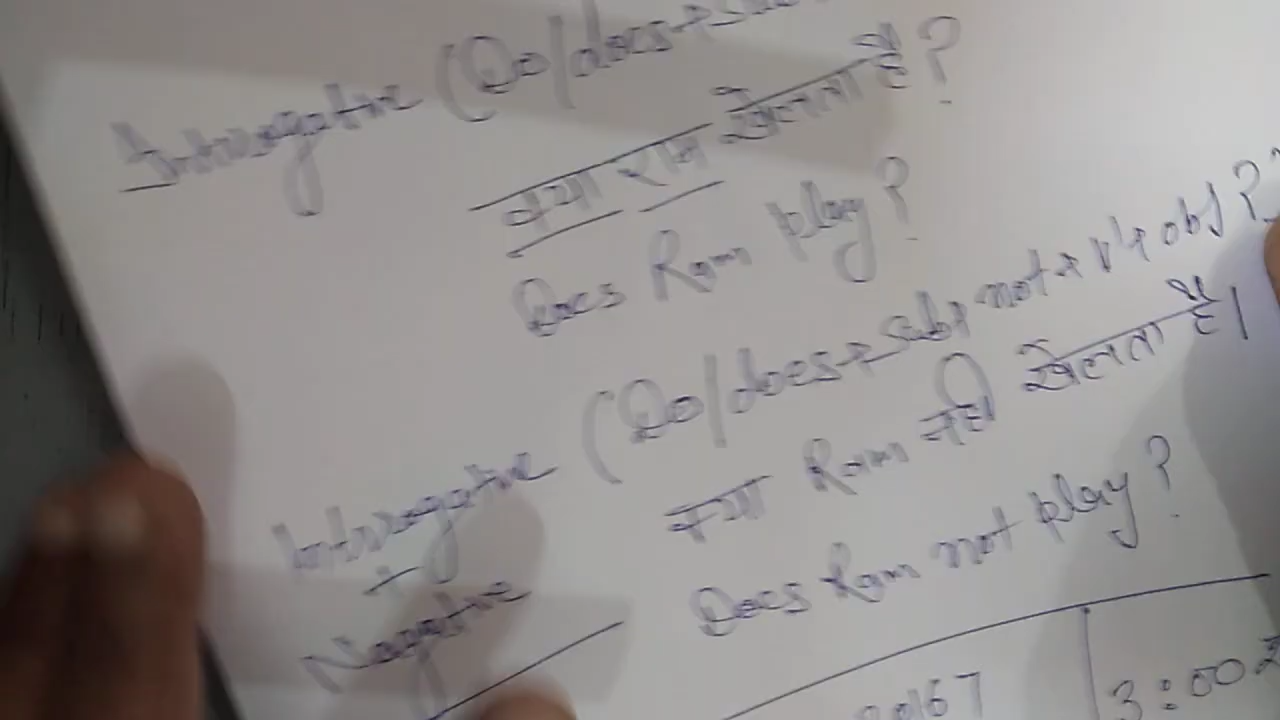 Interrogative (Do/does+sub
क्या राम खेलता है?
Does Ram play?
Interrogative (Do/does+sub+not+v¹+obj?
क्या Ram नही खेलता है।
Negative Does Ram not play?
3:00